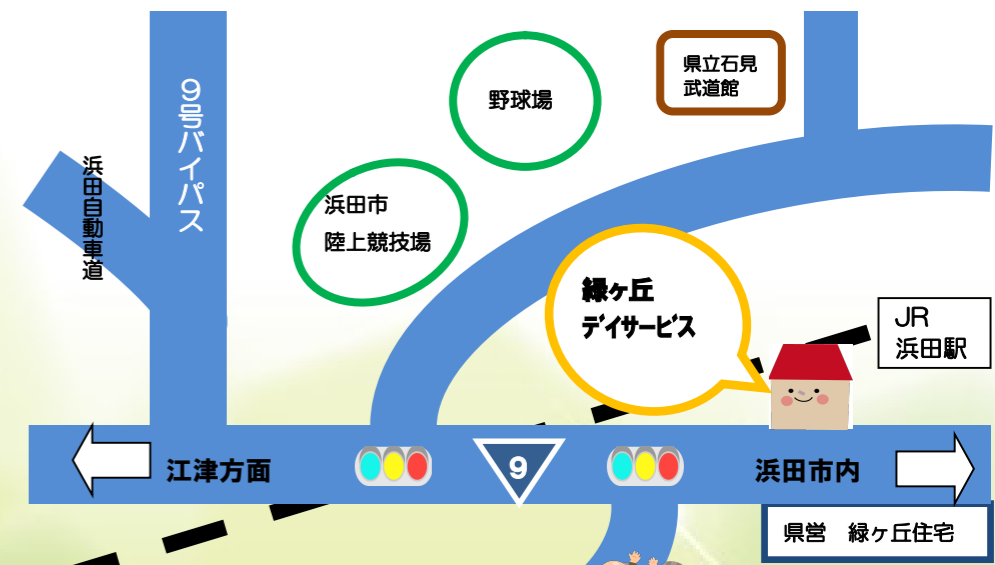 9号バイパス
浜田自動車道
野球場
県立石見
武道館
浜田市
陸上競技場
緑ヶ丘
デイサービス
JR
浜田駅
江津方面
9
浜田市内
県営　緑ヶ丘住宅